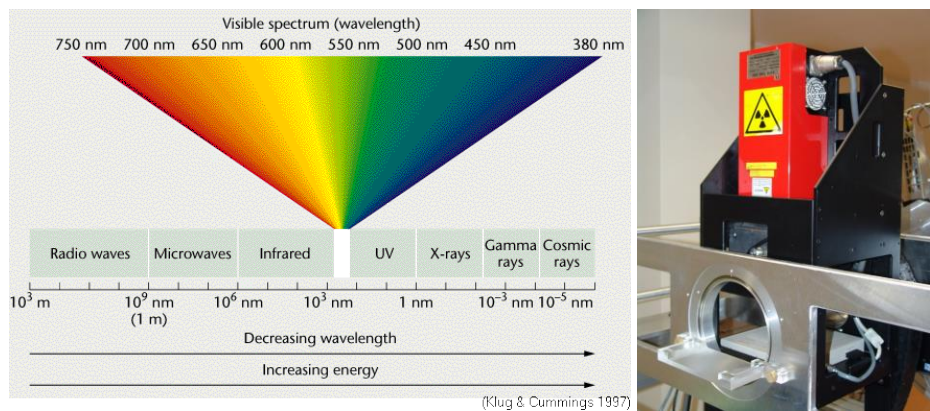 Visible spectrum (wavelength)
750 nm 700 nm 650 nm 600 nm 550 nm 500 nm 450 nm 380 nm
Radio waves Microwaves Infrared UV X-rays Gamma rays Cosmic rays
10³ m 10⁹ nm (1 m) 10⁶ nm 10³ nm 1 nm 10⁻³ nm 10⁻⁵ nm
Decreasing wavelength
Increasing energy
(Klug & Cummings 1997)